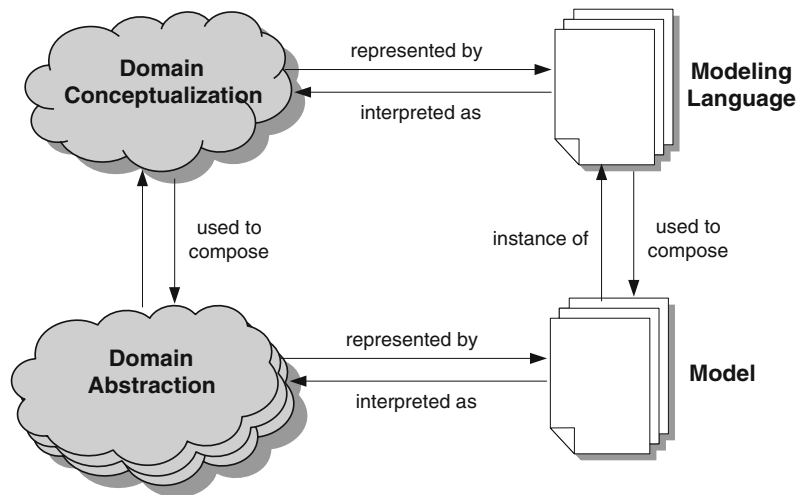 Domain
Conceptualization
represented by
interpreted as
Modeling
Language
used to
compose
instance of
used to
compose
Domain
Abstraction
represented by
interpreted as
Model